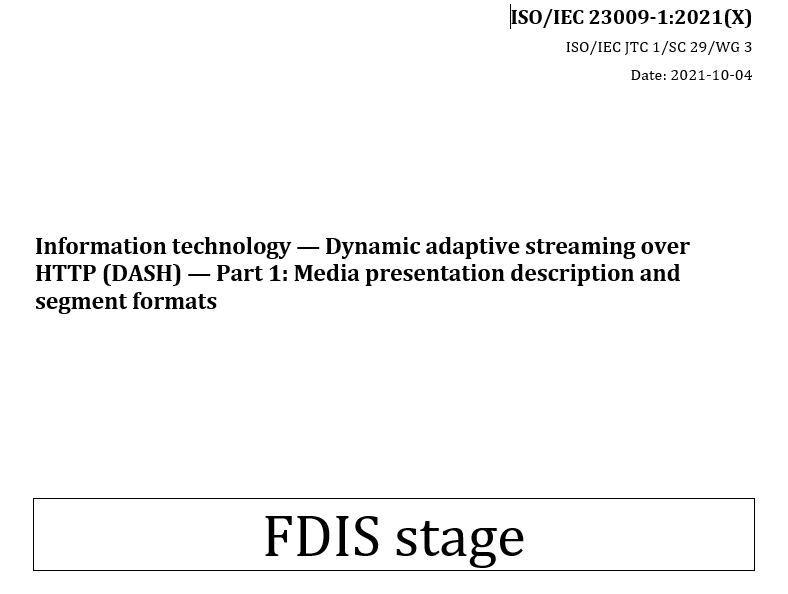 ISO/IEC 23009-1:2021(X)
ISO/IEC JTC 1/SC 29/WG 3
Date: 2021-10-04
Information technology — Dynamic adaptive streaming over
HTTP (DASH) — Part 1: Media presentation description and
segment formats
FDIS stage